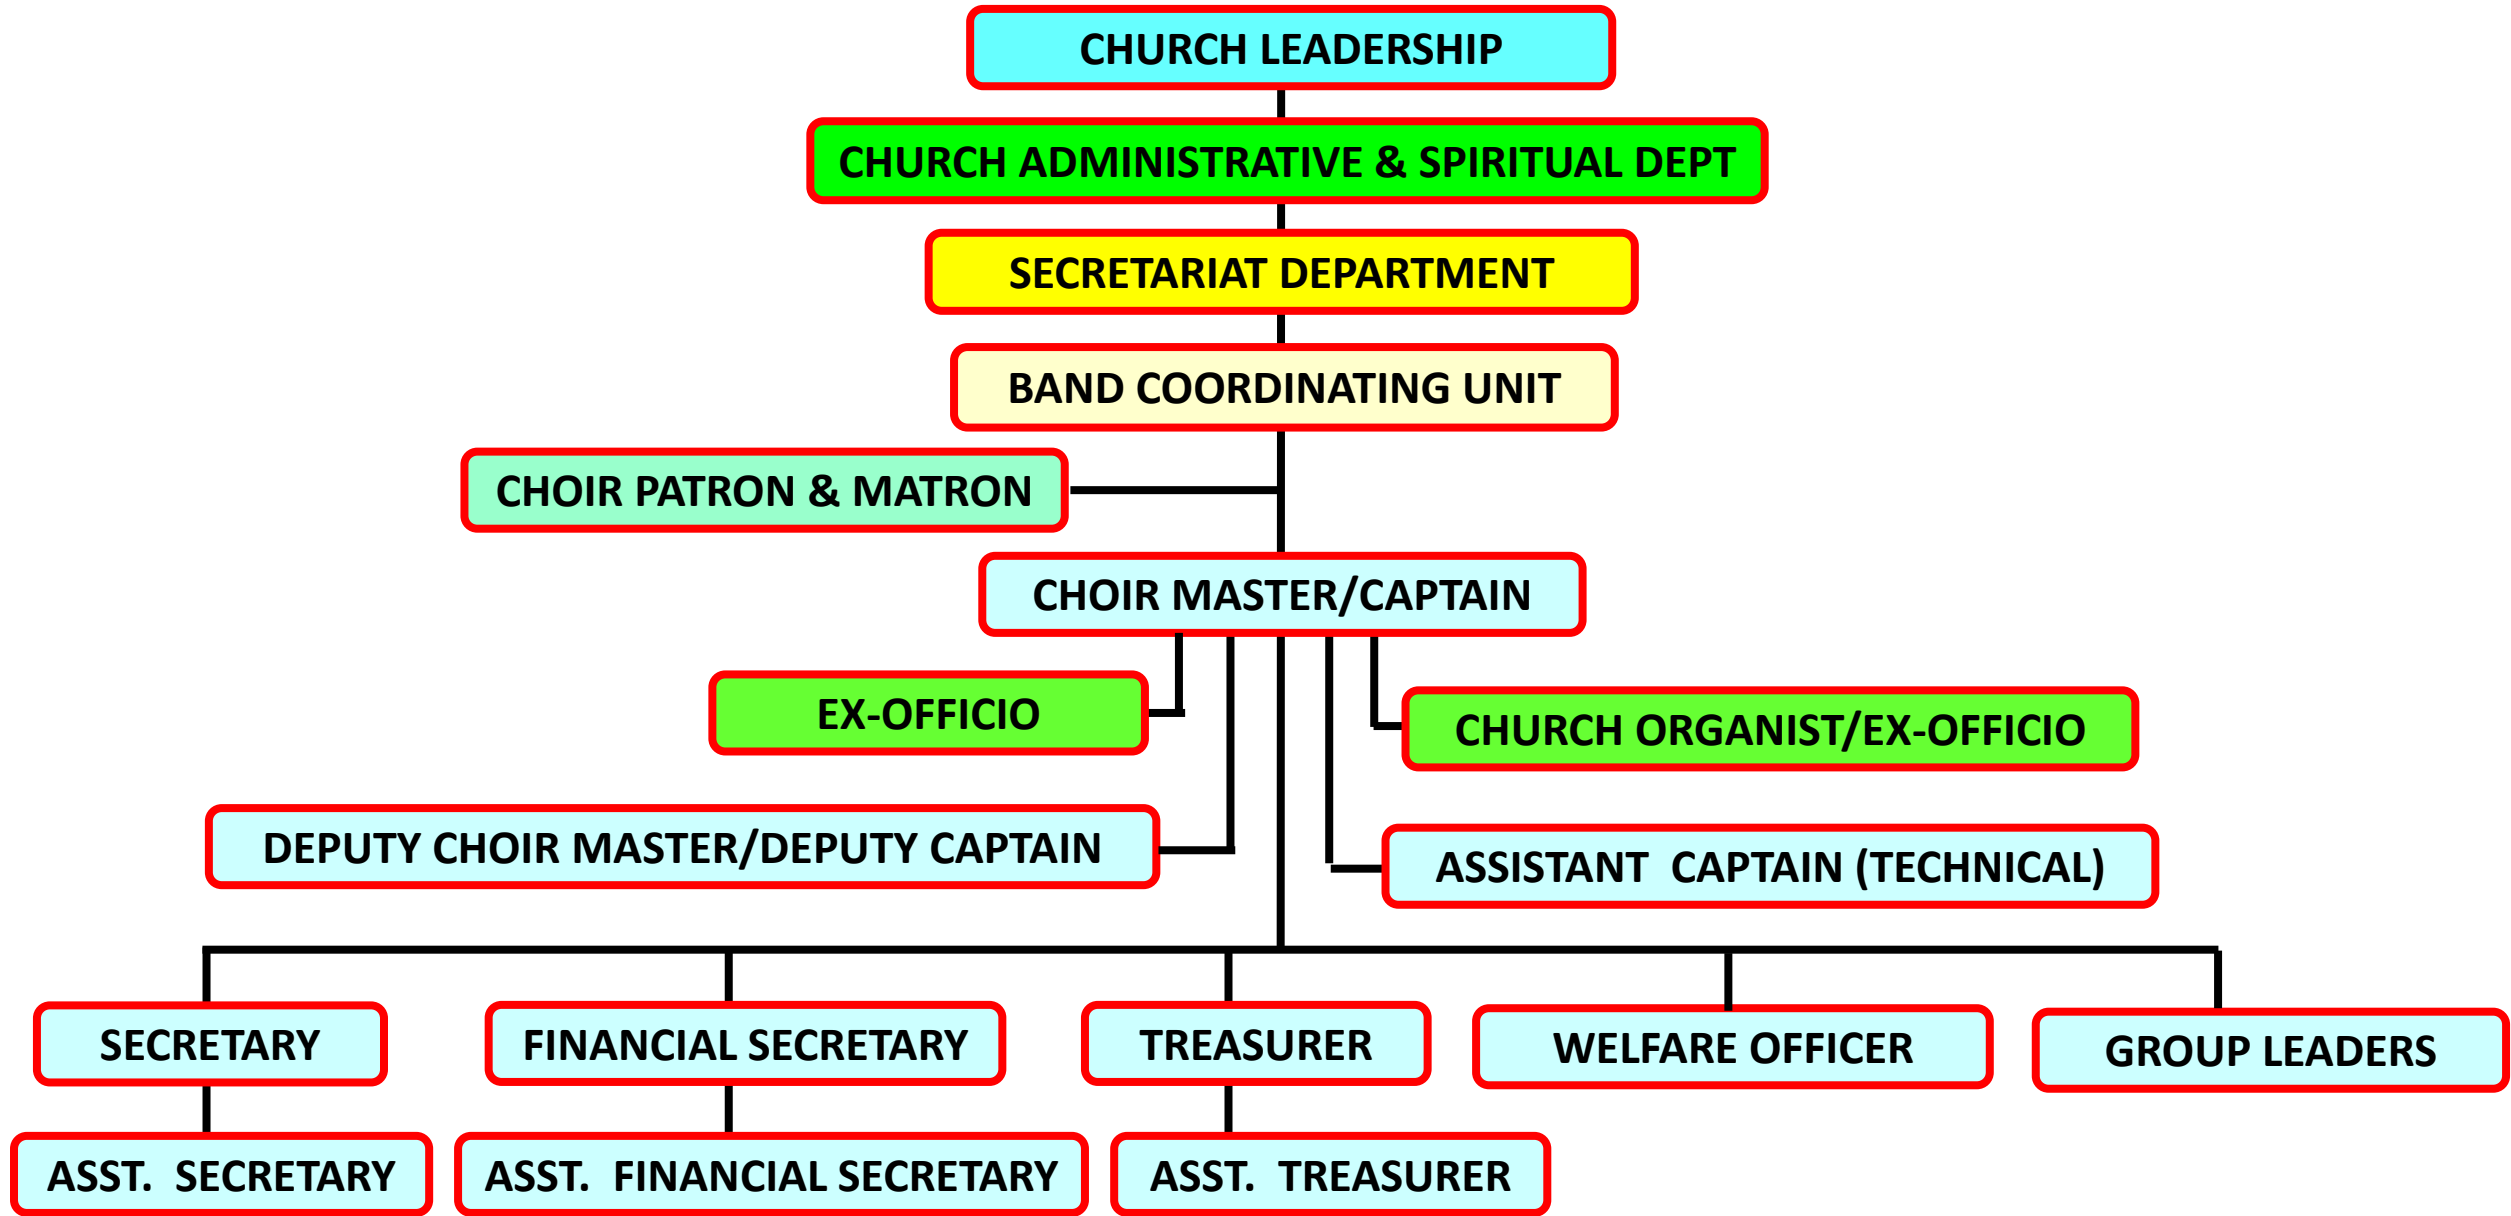 CHURCH LEADERSHIP
CHURCH ADMINISTRATIVE & SPIRITUAL DEPT
SECRETARIAT DEPARTMENT
BAND COORDINATING UNIT
CHOIR PATRON & MATRON
CHOIR MASTER/CAPTAIN
EX-OFFICIO
CHURCH ORGANIST/EX-OFFICIO
DEPUTY CHOIR MASTER/DEPUTY CAPTAIN
ASSISTANT CAPTAIN (TECHNICAL)
SECRETARY
FINANCIAL SECRETARY
TREASURER
WELFARE OFFICER
GROUP LEADERS
ASST. SECRETARY
ASST. FINANCIAL SECRETARY
ASST. TREASURER